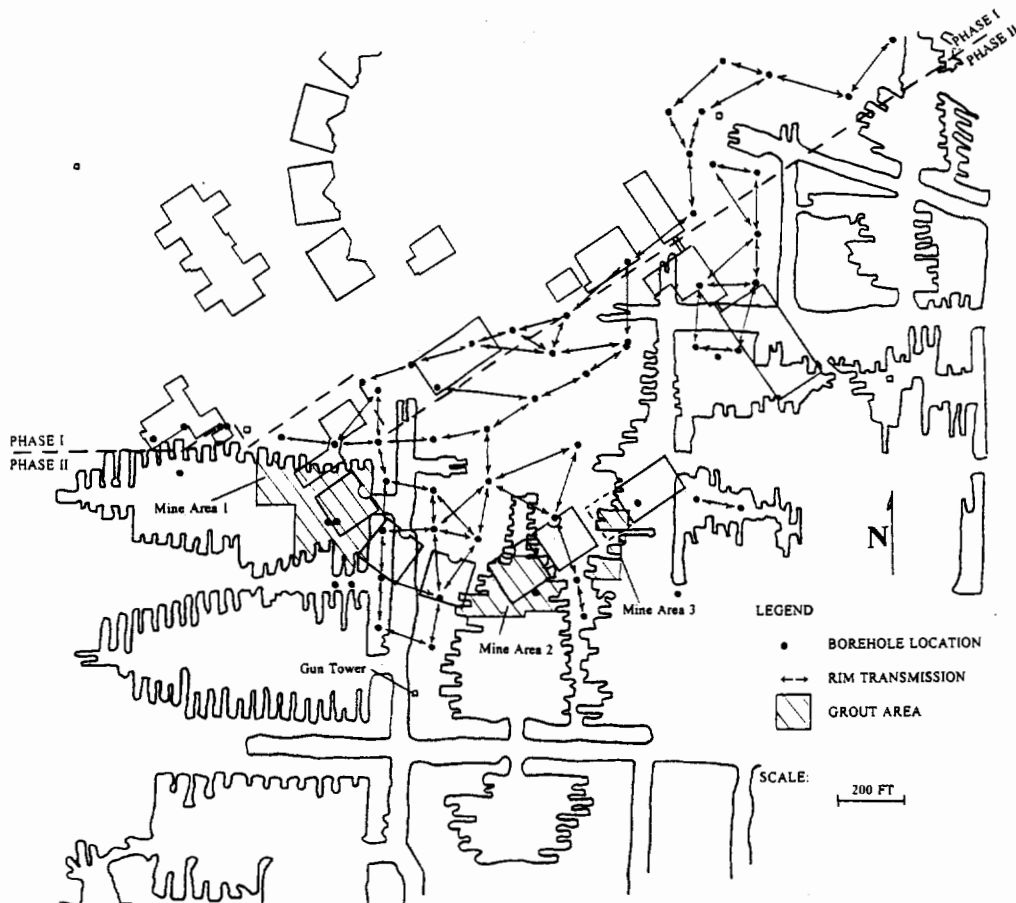 PHASE I
PHASE II
PHASE I
PHASE II
Mine Area 1
N
Mine Area 3
LEGEND
BOREHOLE LOCATION
Mine Area 2
RIM TRANSMISSION
Gun Tower
GROUT AREA
SCALE:
200 FT